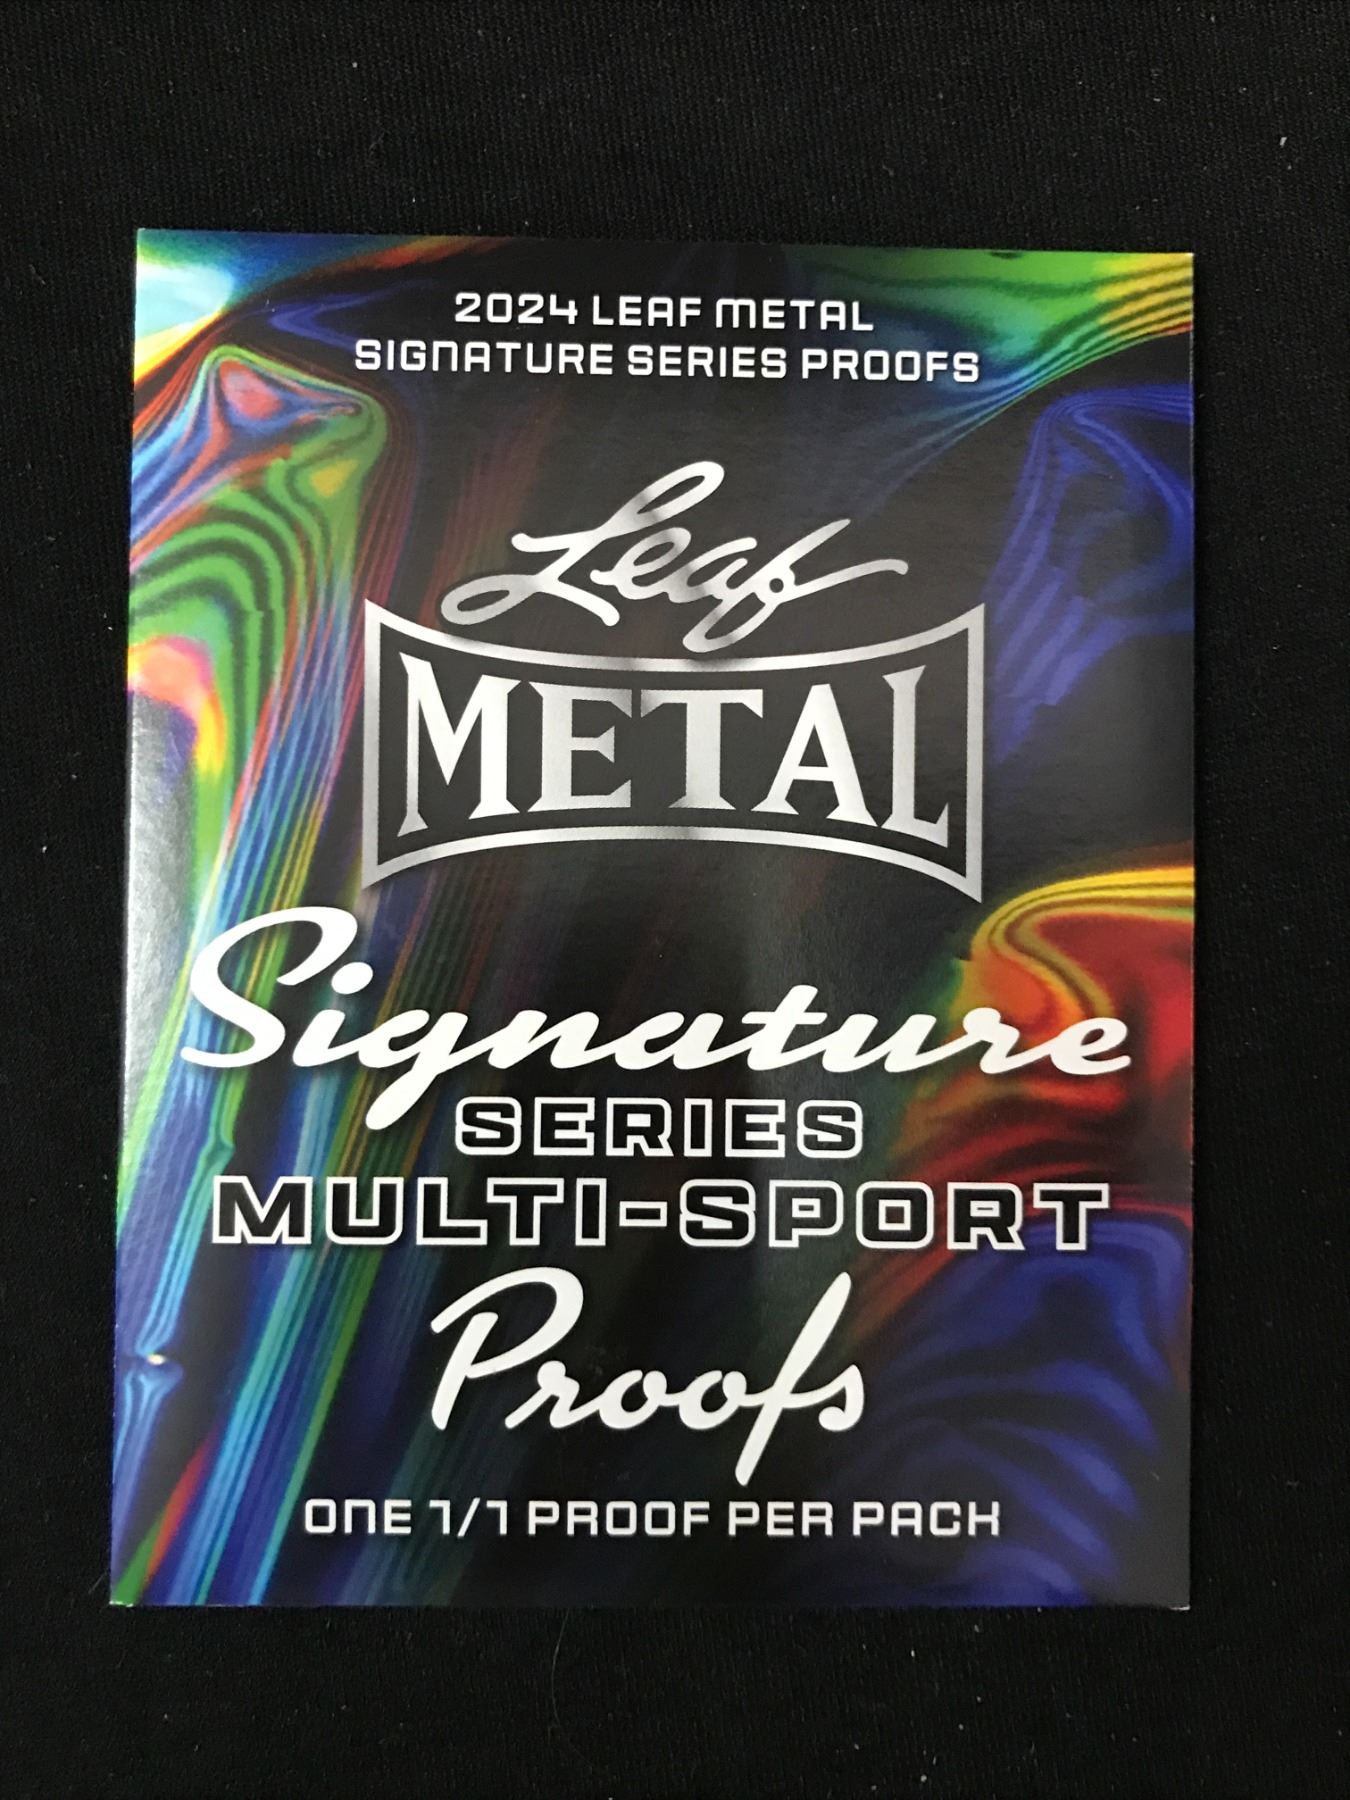 2024 LEAF METAL
SIGNATURE SERIES PROOFS
Leaf
METAL
Signature
SERIES
MULTI-SPORT
Proofs
ONE 1/1 PROOF PER PACK